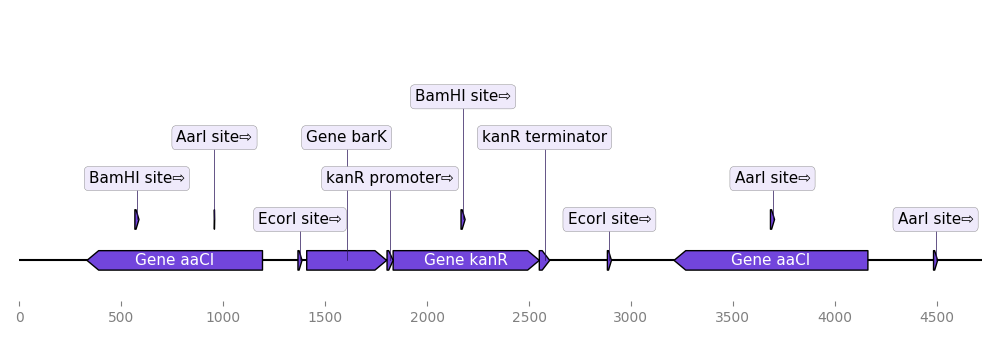 BamHI site⇨
AarI site⇨
Gene barK
kanR terminator
BamHI site⇨
kanR promoter⇨
AarI site⇨
EcorI site⇨
EcorI site⇨
AarI site⇨
Gene aaCI
Gene kanR
Gene aaCI
0
500
1000
1500
2000
2500
3000
3500
4000
4500